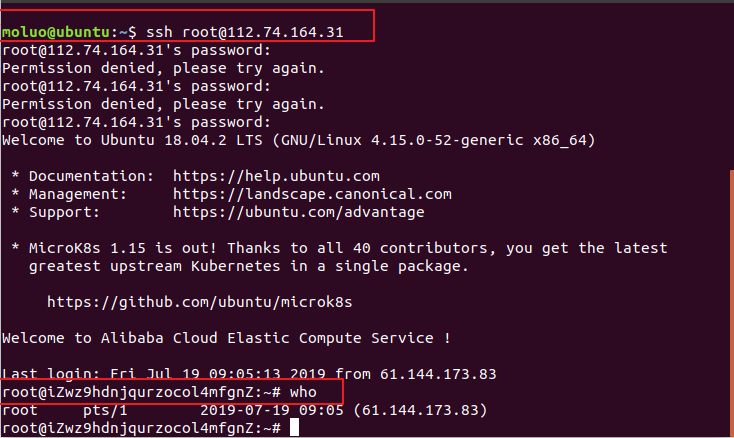 moluo@ubuntu:~$ ssh root@112.74.164.31
root@112.74.164.31's password:
Permission denied, please try again.
root@112.74.164.31's password:
Permission denied, please try again.
root@112.74.164.31's password:
Welcome to Ubuntu 18.04.2 LTS (GNU/Linux 4.15.0-52-generic x86_64)
* Documentation:  https://help.ubuntu.com
* Management:     https://landscape.canonical.com
* Support:        https://ubuntu.com/advantage
* MicroK8s 1.15 is out! Thanks to all 40 contributors, you get the latest
greatest upstream Kubernetes in a single package.
https://github.com/ubuntu/microk8s
Welcome to Alibaba Cloud Elastic Compute Service !
Last login: Fri Jul 19 09:05:13 2019 from 61.144.173.83
root@iZwz9hdnjqurzocol4mfgnZ:~# who
root     pts/1        2019-07-19 09:05 (61.144.173.83)
root@iZwz9hdnjqurzocol4mfgnZ:~#